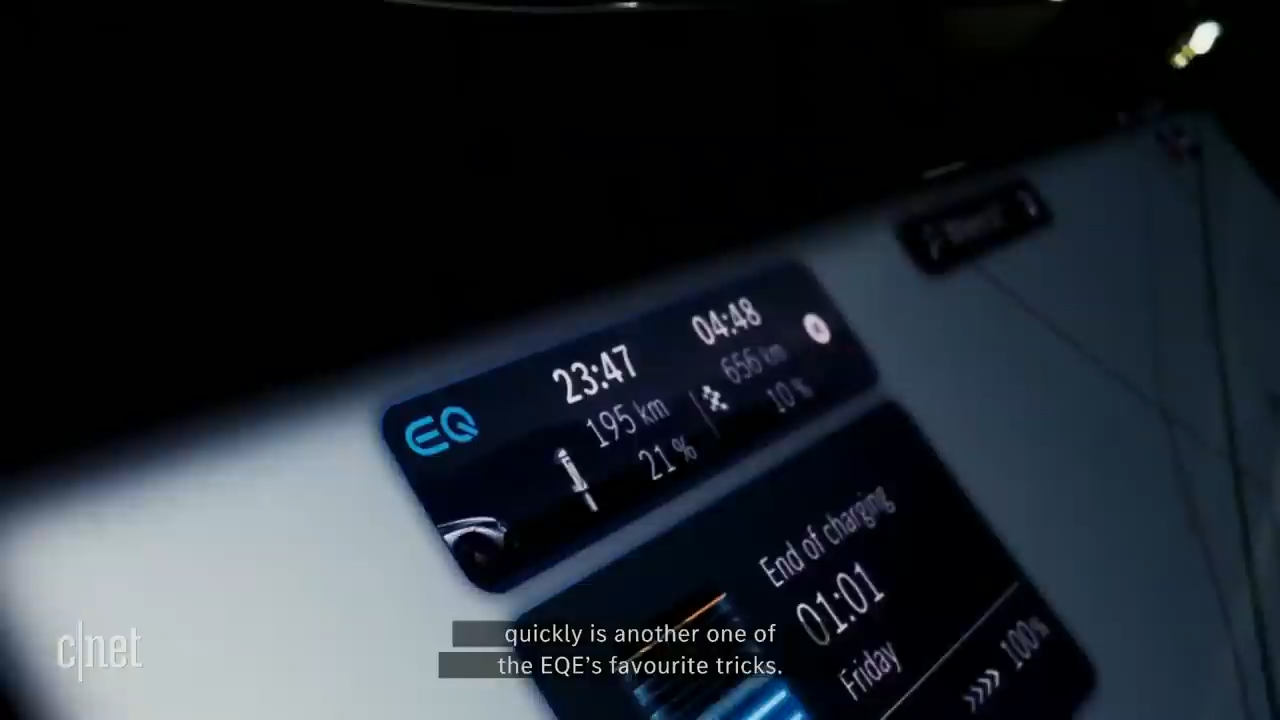 EQ
23:47
04:48
195 km
656 km
21 %
10 %
End of charging
01:01
Friday
100%
c|net
quickly is another one of
the EQE's favourite tricks.